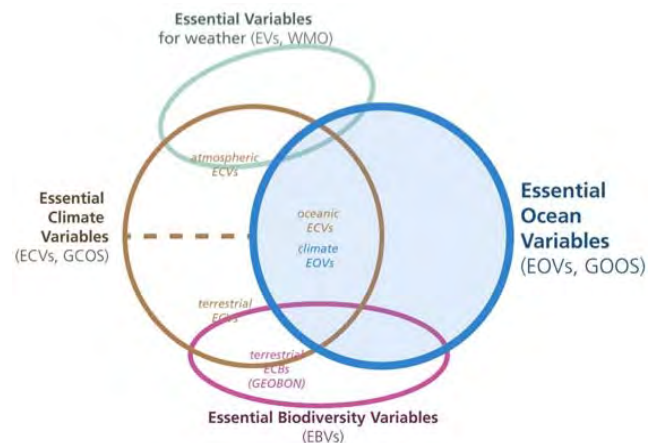 Essential Variables
for weather (EVs, WMO)
atmospheric
ECVs
Essential
Climate
Variables
(ECVs, GCOS)
oceanic
ECVs
climate
EOVs
Essential
Ocean
Variables
(EOVs, GOOS)
terrestrial
ECVs
terrestrial
ECBs
(GEOBON)
Essential Biodiversity Variables
(EBVs)